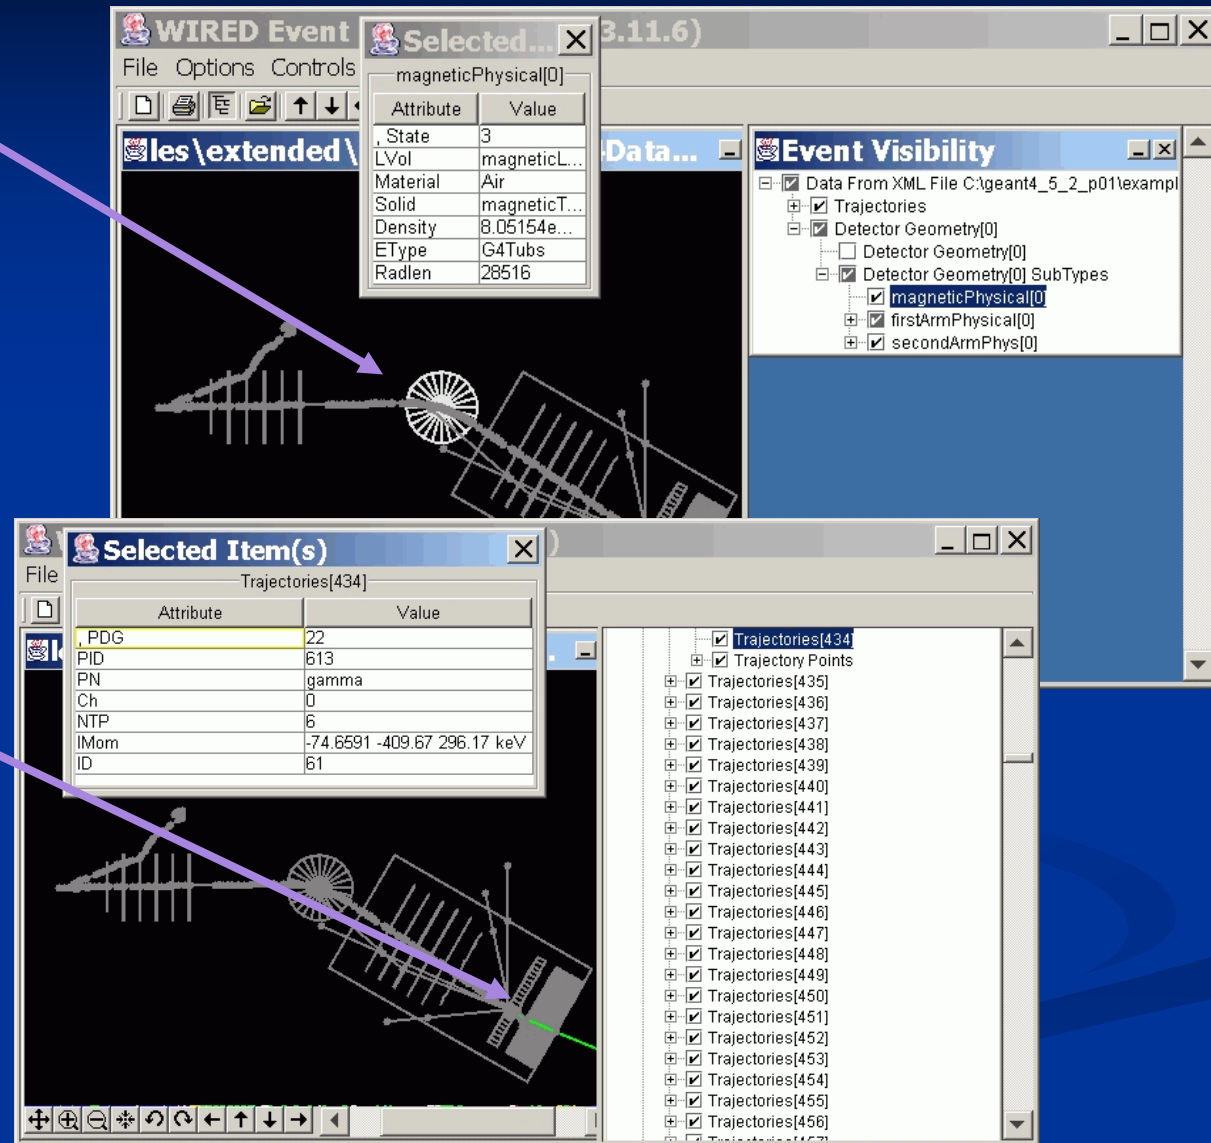 WIRED Event
3.11.6)
File Options Controls
Selected...
magneticPhysical[0]
Attribute Value
, State 3
LVol magneticL...
Material Air
Solid magneticT...
Density 8.05154e...
EType G4Tubs
Radlen 28516
les\extended\
Data...
Event Visibility
Data From XML File C:\geant4_5_2_p01\exampl
Trajectories
Detector Geometry[0]
Detector Geometry[0]
Detector Geometry[0] SubTypes
magneticPhysical[0]
firstArmPhysical[0]
secondArmPhys[0]
File
Selected Item(s)
Trajectories[434]
Attribute Value
, PDG 22
PID 613
PN gamma
Ch 0
NTP 6
IMom -74.6591 -409.67 296.17 keV
ID 61
Trajectories[434]
Trajectory Points
Trajectories[435]
Trajectories[436]
Trajectories[437]
Trajectories[438]
Trajectories[439]
Trajectories[440]
Trajectories[441]
Trajectories[442]
Trajectories[443]
Trajectories[444]
Trajectories[445]
Trajectories[446]
Trajectories[447]
Trajectories[448]
Trajectories[449]
Trajectories[450]
Trajectories[451]
Trajectories[452]
Trajectories[453]
Trajectories[454]
Trajectories[455]
Trajectories[456]